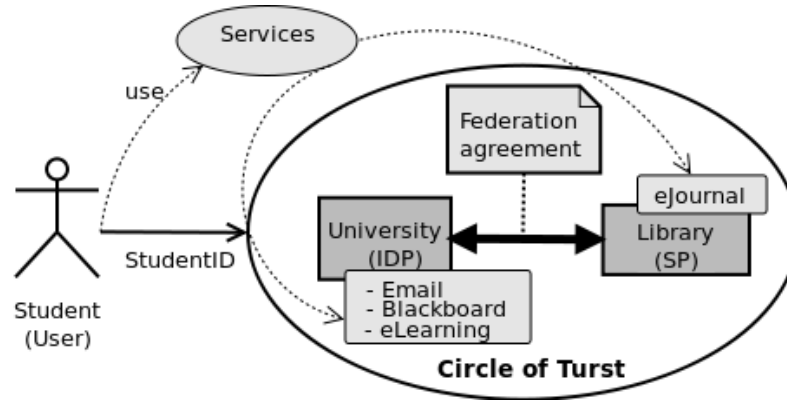 Services
use
Federation
agreement
eJournal
University
(IDP)
Library
(SP)
StudentID
- Email
- Blackboard
- eLearning
Student
(User)
Circle of Turst